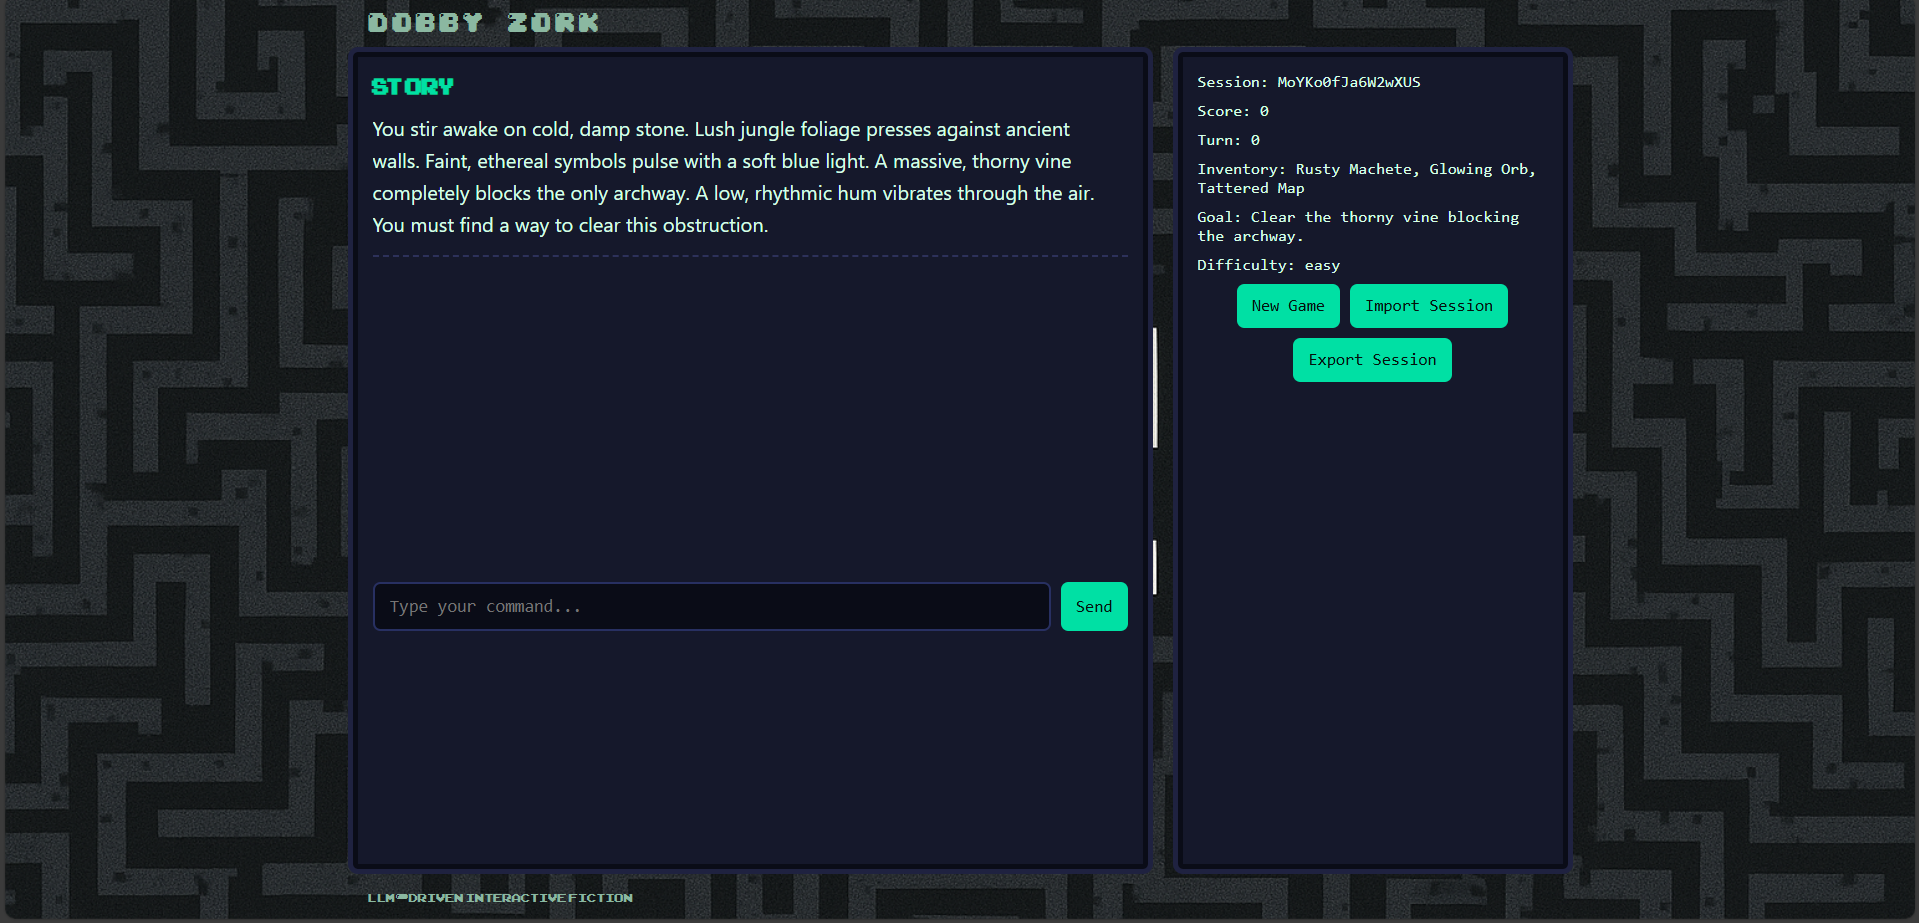 DOBBY ZORK
STORY
You stir awake on cold, damp stone. Lush jungle foliage presses against ancient
walls. Faint, ethereal symbols pulse with a soft blue light. A massive, thorny vine
completely blocks the only archway. A low, rhythmic hum vibrates through the air.
You must find a way to clear this obstruction.
Type your command...
Send
Session: MoYKo0fJa6W2wXUS
Score: 0
Turn: 0
Inventory: Rusty Machete, Glowing Orb,
Tattered Map
Goal: Clear the thorny vine blocking
the archway.
Difficulty: easy
New Game
Import Session
Export Session
LLM-DRIVEN INTERACTIVE FICTION